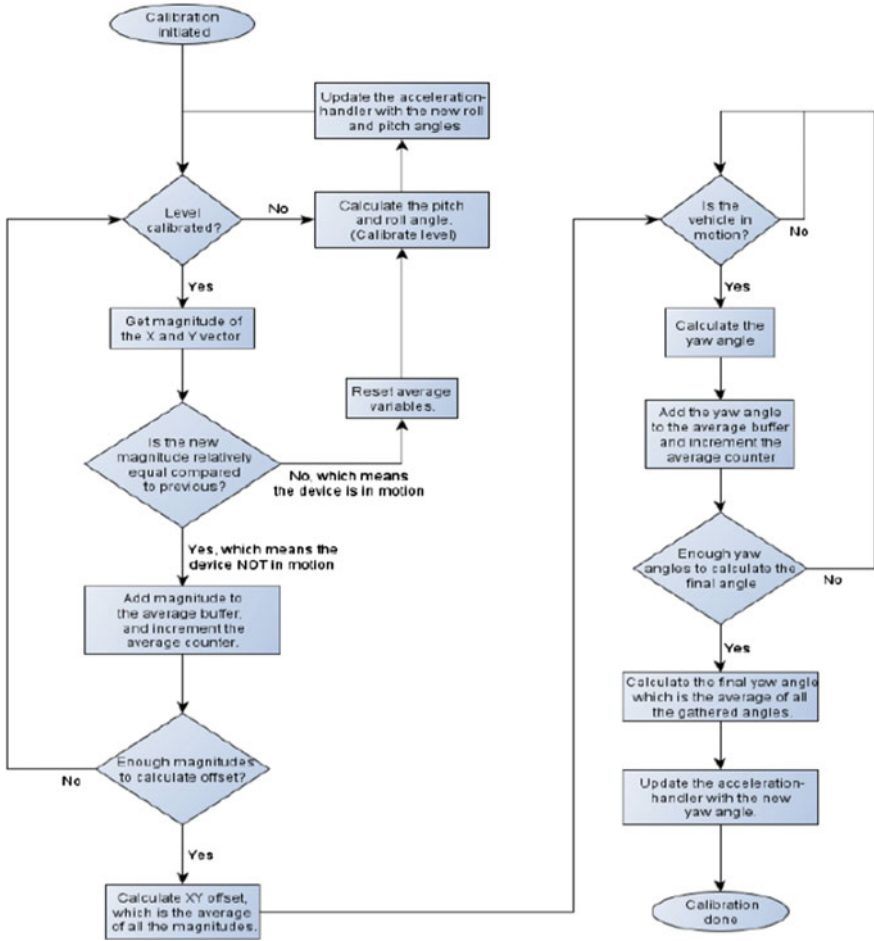 Calibration
initiated
Update the acceleration-
handler with the new roll
and pitch angles
Level
calibrated?
No
Calculate the pitch
and roll angle.
(Calibrate level)
Yes
Get magnitude of
the X and Y vector
Reset average
variables.
Is the new
magnitude relatively
equal compared
to previous?
No, which means
the device is in motion
Yes, which means the
device NOT in motion
Add magnitude to
the average buffer,
and increment the
average counter.
Enough magnitudes
to calculate offset?
No
Yes
Calculate XY offset,
which is the average
of all the magnitudes.
Is the
vehicle in
motion?
No
Yes
Calculate the
yaw angle
Add the yaw angle
to the average buffer
and increment the
average counter
Enough yaw
angles to calculate the
final angle
No
Yes
Calculate the final yaw angle
which is the average of all
the gathered angles.
Update the acceleration-
handler with the new
yaw angle.
Calibration
done